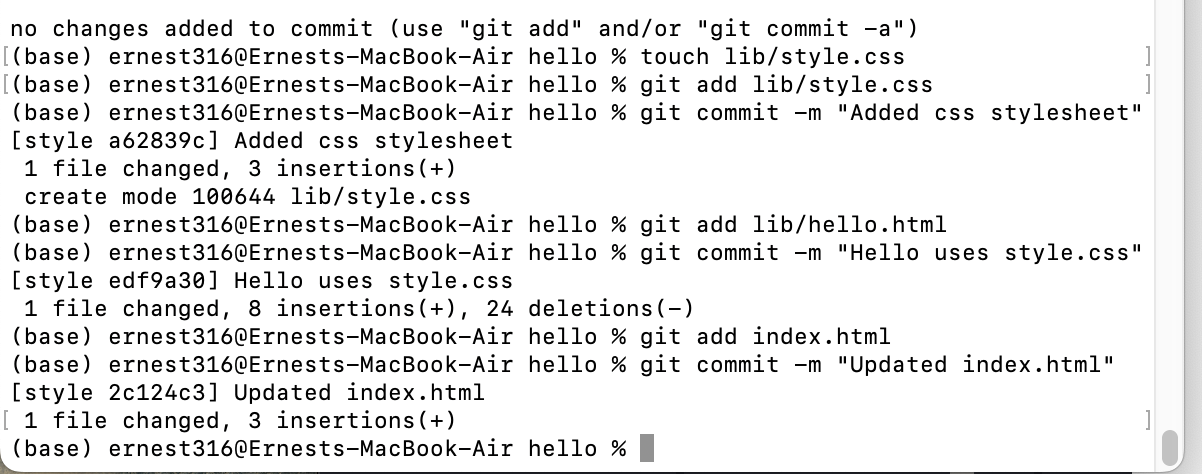 no changes added to commit (use "git add" and/or "git commit -a")
[(base) ernest316@Ernests-MacBook-Air hello % touch lib/style.css ]
[(base) ernest316@Ernests-MacBook-Air hello % git add lib/style.css ]
(base) ernest316@Ernests-MacBook-Air hello % git commit -m "Added css stylesheet"
[style a62839c] Added css stylesheet
 1 file changed, 3 insertions(+)
 create mode 100644 lib/style.css
(base) ernest316@Ernests-MacBook-Air hello % git add lib/hello.html
(base) ernest316@Ernests-MacBook-Air hello % git commit -m "Hello uses style.css"
[style edf9a30] Hello uses style.css
 1 file changed, 8 insertions(+), 24 deletions(-)
(base) ernest316@Ernests-MacBook-Air hello % git add index.html
(base) ernest316@Ernests-MacBook-Air hello % git commit -m "Updated index.html"
[style 2c124c3] Updated index.html
[ 1 file changed, 3 insertions(+) ]
(base) ernest316@Ernests-MacBook-Air hello %